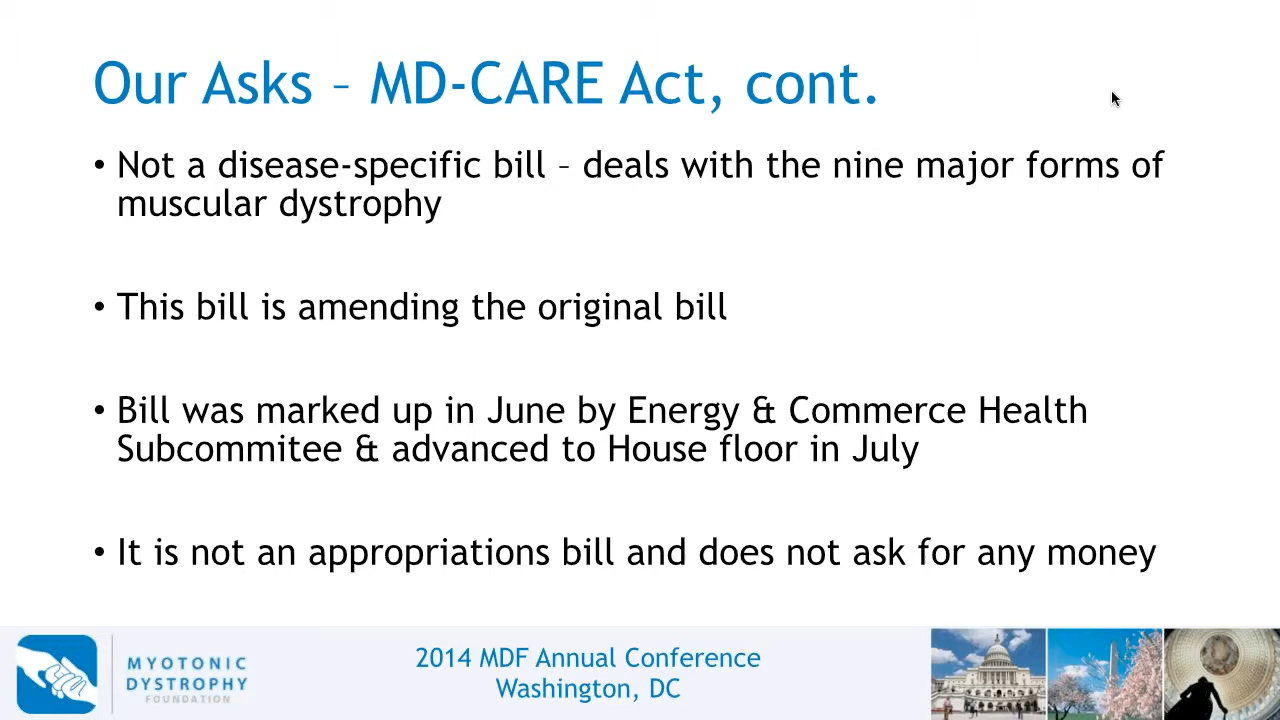 Our Asks – MD-CARE Act, cont.
• Not a disease-specific bill – deals with the nine major forms of
muscular dystrophy
• This bill is amending the original bill
• Bill was marked up in June by Energy & Commerce Health
Subcommitee & advanced to House floor in July
• It is not an appropriations bill and does not ask for any money
MYOTONIC
DYSTROPHY
FOUNDATION
2014 MDF Annual Conference
Washington, DC